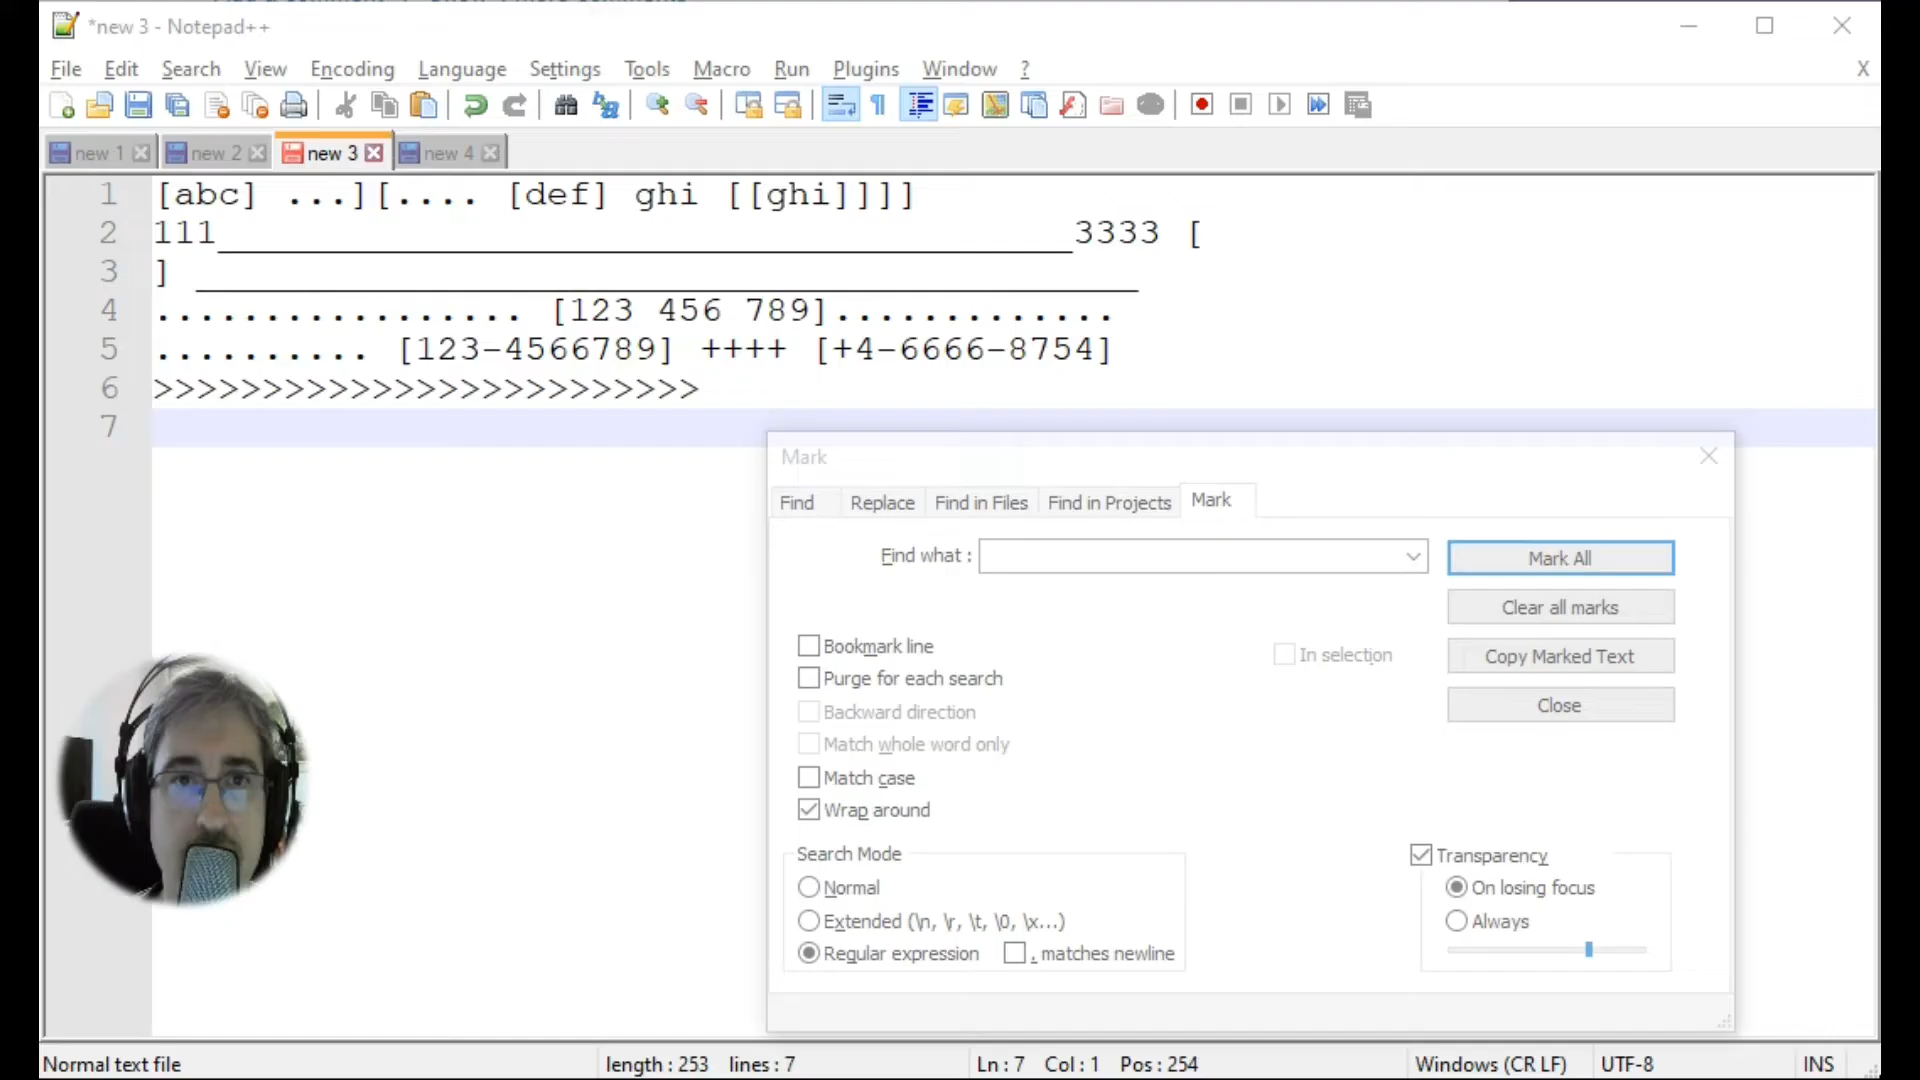 *new 3 - Notepad++
File Edit Search View Encoding Language Settings Tools Macro Run Plugins Window ? X
new 1 new 2 new 3 new 4
1 [abc] ...][.... [def] ghi [[ghi]]]]
2 111________________________________________3333 [
3 ] ____________________________________________
4 ................. [123 456 789].............
5 .......... [123-4566789] ++++ [+4-6666-8754]
6 >>>>>>>>>>>>>>>>>>>>>>>>>
7
Mark
Find Replace Find in Files Find in Projects Mark
Find what : Mark All
Clear all marks
Bookmark line In selection Copy Marked Text
Purge for each search
Backward direction Close
Match whole word only
Match case
Wrap around
Search Mode Transparency
Normal On losing focus
Extended (\n, \r, \t, \0, \x...) Always
Regular expression . matches newline
Normal text file length : 253 lines : 7 Ln : 7 Col : 1 Pos : 254 Windows (CR LF) UTF-8 INS